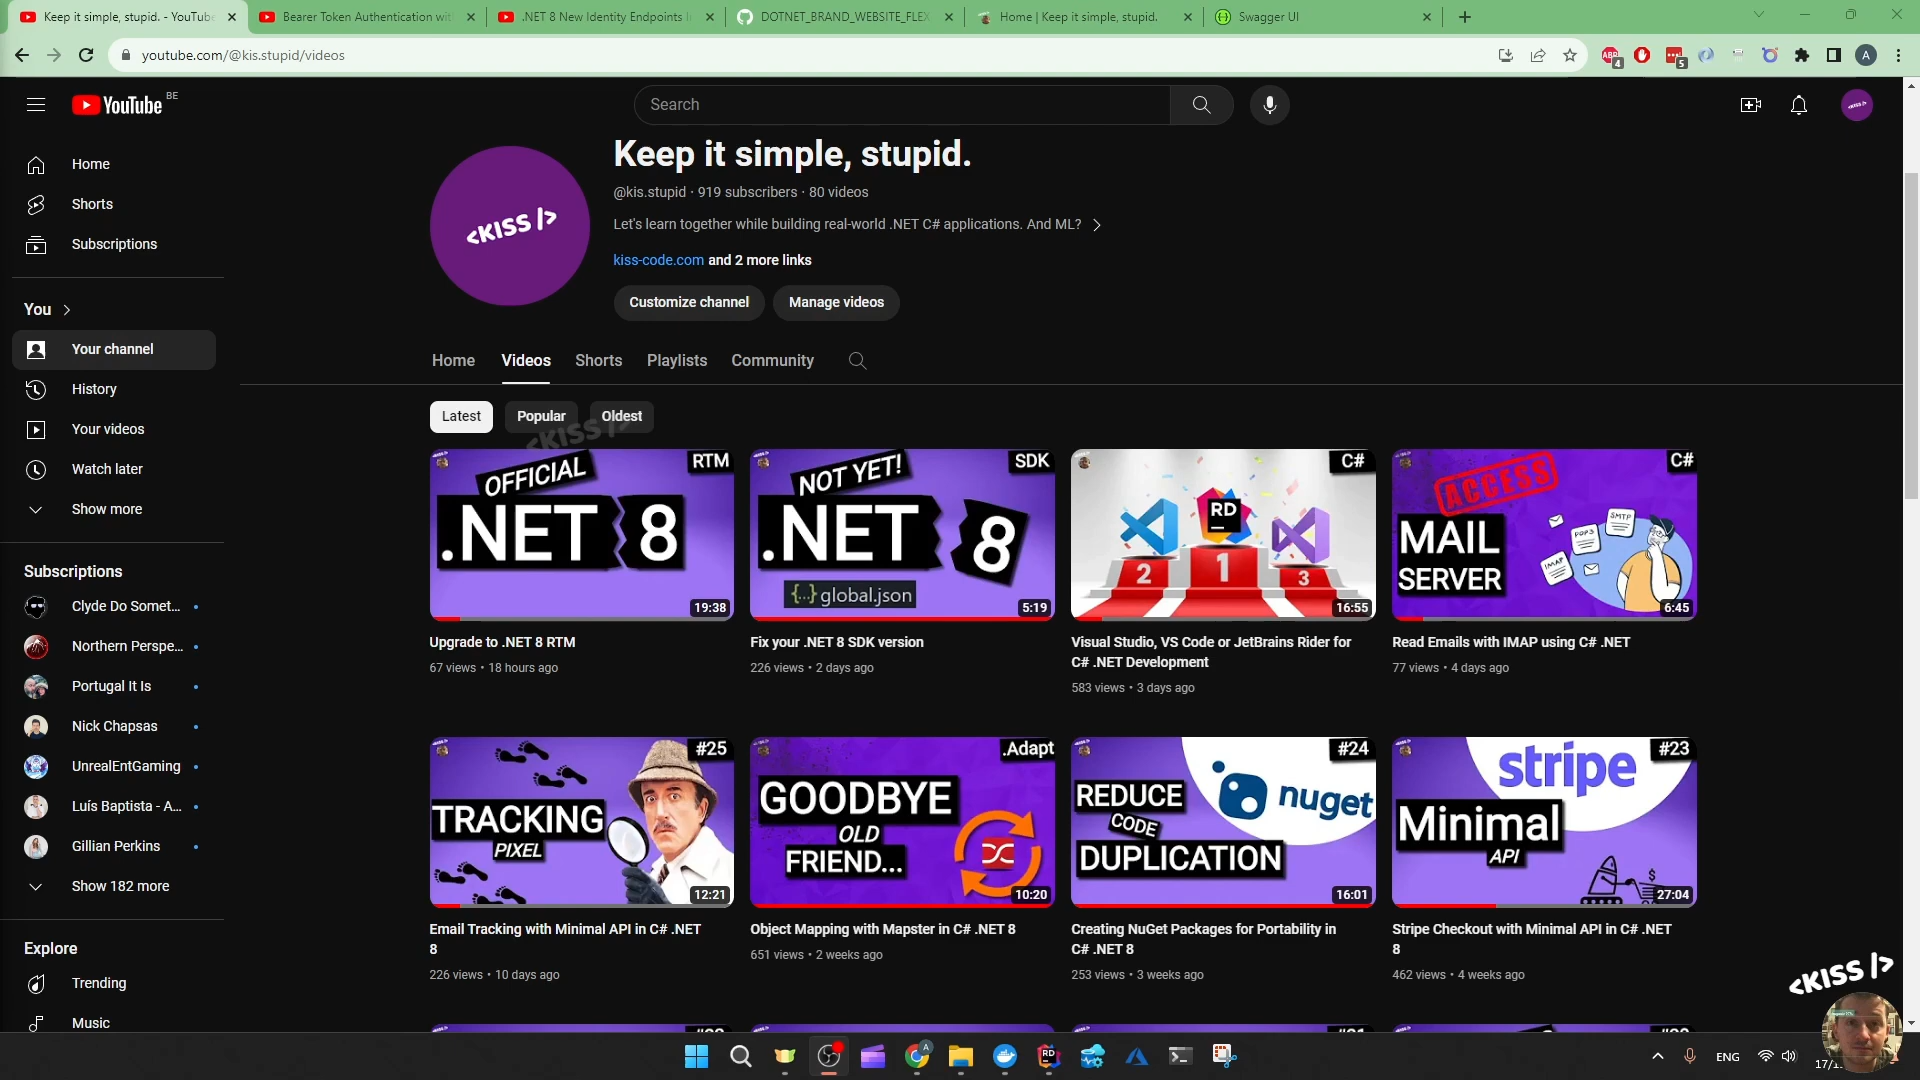 Keep it simple, stupid. - YouTube
Bearer Token Authentication wit
.NET 8 New Identity Endpoints I
DOTNET_BRAND_WEBSITE_FLEX
Home | Keep it simple, stupid.
Swagger UI
youtube.com/@kis.stupid/videos
4
5
A
YouTube BE
Search
Home
Shorts
Subscriptions
You
Your channel
History
Your videos
Watch later
Show more
Subscriptions
Clyde Do Somet...
Northern Perspe...
Portugal It Is
Nick Chapsas
UnrealEntGaming
Luís Baptista - A...
Gillian Perkins
Show 182 more
Explore
Trending
Music
<KISS />
Keep it simple, stupid.
@kis.stupid · 919 subscribers · 80 videos
Let's learn together while building real-world .NET C# applications. And ML?
kiss-code.com and 2 more links
Customize channel
Manage videos
Home
Videos
Shorts
Playlists
Community
Latest
Popular
Oldest
<KISS />
OFFICIAL
RTM
.NET 8
19:38
Upgrade to .NET 8 RTM
67 views • 18 hours ago
NOT YET!
SDK
.NET 8
{..} global.json
5:19
Fix your .NET 8 SDK version
226 views • 2 days ago
C#
RD
2
1
3
16:55
Visual Studio, VS Code or JetBrains Rider for
C# .NET Development
583 views • 3 days ago
ACCESS
C#
MAIL
SERVER
SMTP
POP3
IMAP
6:45
Read Emails with IMAP using C# .NET
77 views • 4 days ago
#25
TRACKING
PIXEL
12:21
Email Tracking with Minimal API in C# .NET
8
226 views • 10 days ago
.Adapt
GOODBYE
OLD
FRIEND...
10:20
Object Mapping with Mapster in C# .NET 8
651 views • 2 weeks ago
#24
REDUCE
CODE
DUPLICATION
nuget
16:01
Creating NuGet Packages for Portability in
C# .NET 8
253 views • 3 weeks ago
stripe
#23
Minimal
API
$
27:04
Stripe Checkout with Minimal API in C# .NET
8
462 views • 4 weeks ago
<KISS />
A
RD
ENG
17/1